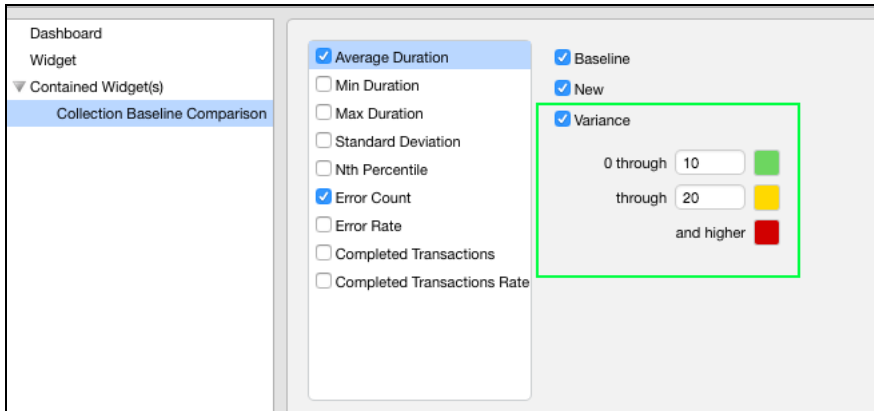 Dashboard
Widget
Contained Widget(s)
Collection Baseline Comparison
Average Duration
Min Duration
Max Duration
Standard Deviation
Nth Percentile
Error Count
Error Rate
Completed Transactions
Completed Transactions Rate
Baseline
New
Variance
0 through 10
through 20
and higher